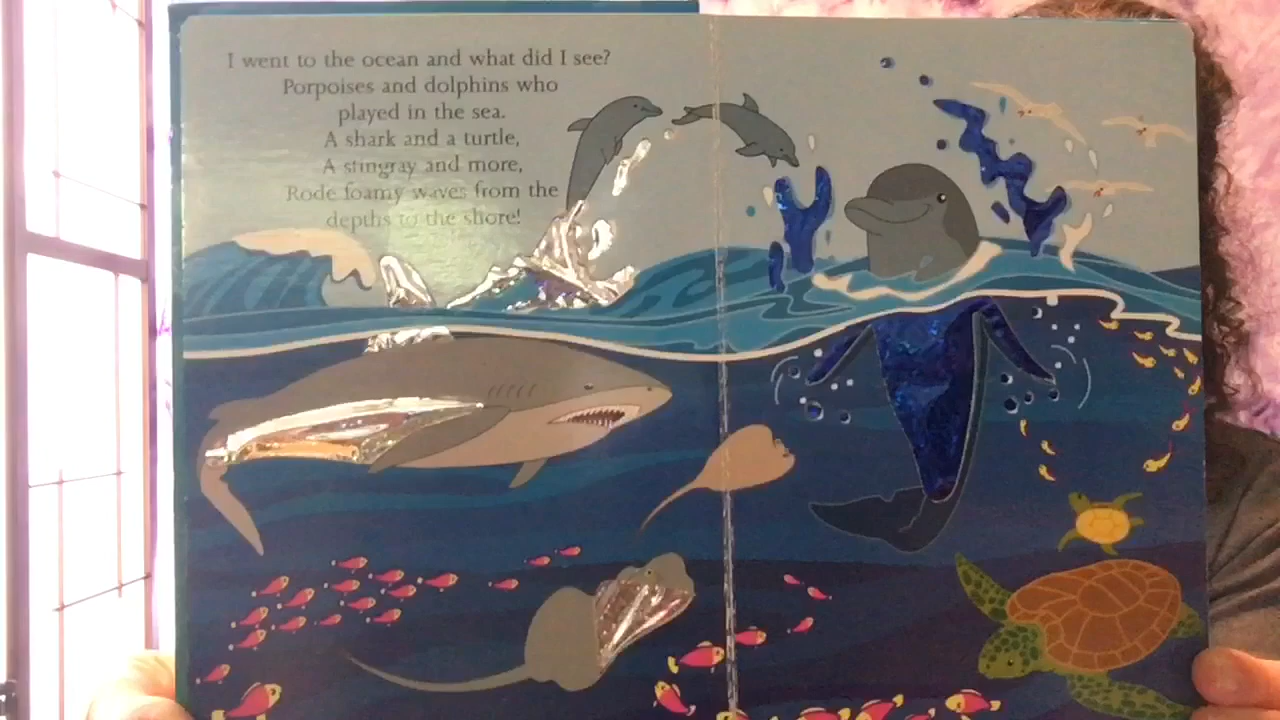 I went to the ocean and what did I see?
Porpoises and dolphins who
played in the sea.
A shark and a turtle,
A stingray and more,
Rode foamy waves from the
depths to the shore!